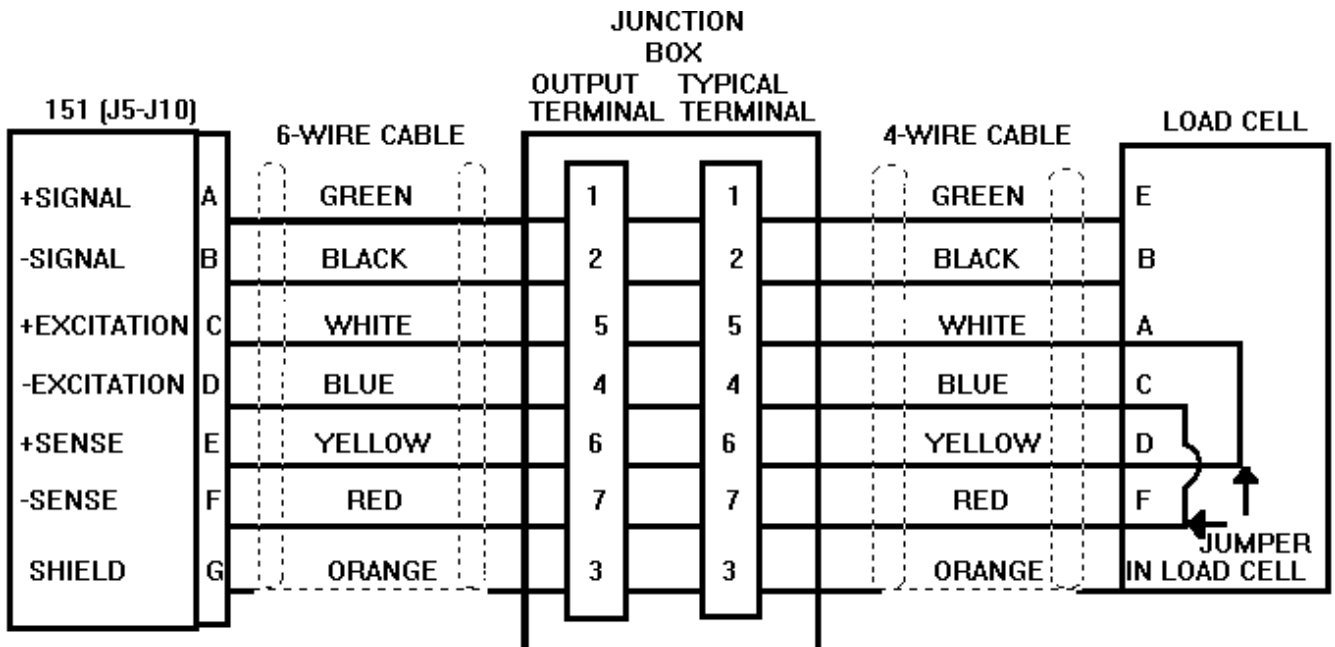 JUNCTION
BOX
OUTPUT TYPICAL
151 (J5-J10) TERMINAL TERMINAL
6-WIRE CABLE 4-WIRE CABLE LOAD CELL
+SIGNAL A GREEN 1 1 GREEN E
-SIGNAL B BLACK 2 2 BLACK B
+EXCITATION C WHITE 5 5 WHITE A
-EXCITATION D BLUE 4 4 BLUE C
+SENSE E YELLOW 6 6 YELLOW D
-SENSE F RED 7 7 RED F
JUMPER
SHIELD G ORANGE 3 3 ORANGE IN LOAD CELL